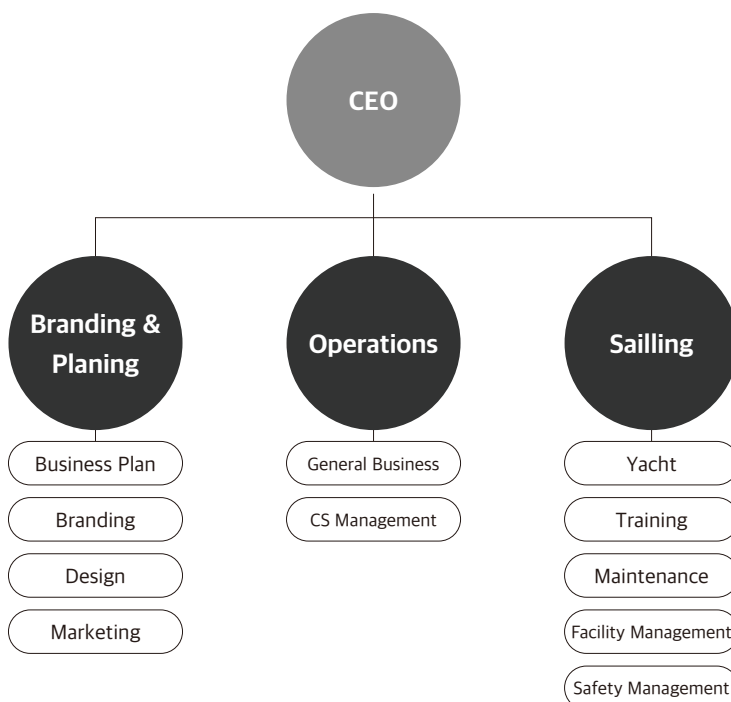 CEO
Branding &
Planing
Operations
Sailling
Business Plan
Branding
Design
Marketing
General Business
CS Management
Yacht
Training
Maintenance
Facility Management
Safety Management